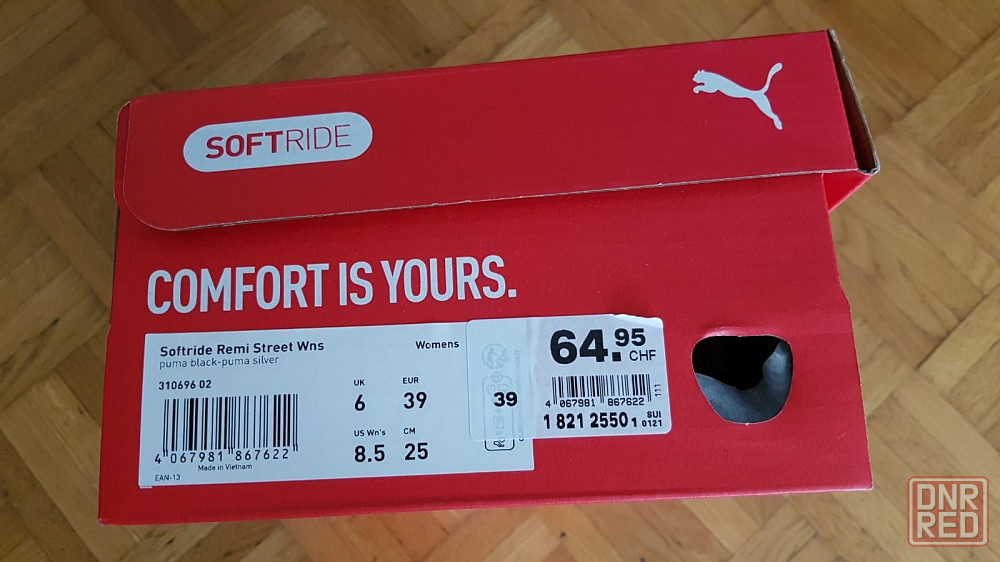 SOFTRIDE
COMFORT IS YOURS.
Softride Remi Street Wns
puma black-puma silver
Womens
310696 02
UK
6
EUR
39
US Wn's
8.5
CM
25
4 067981 867622
Made in Vietnam
EAN-13
64.95
CHF
39
4 067981 867622
111
1 821 2550 1
SUI
0121
DNR
RED